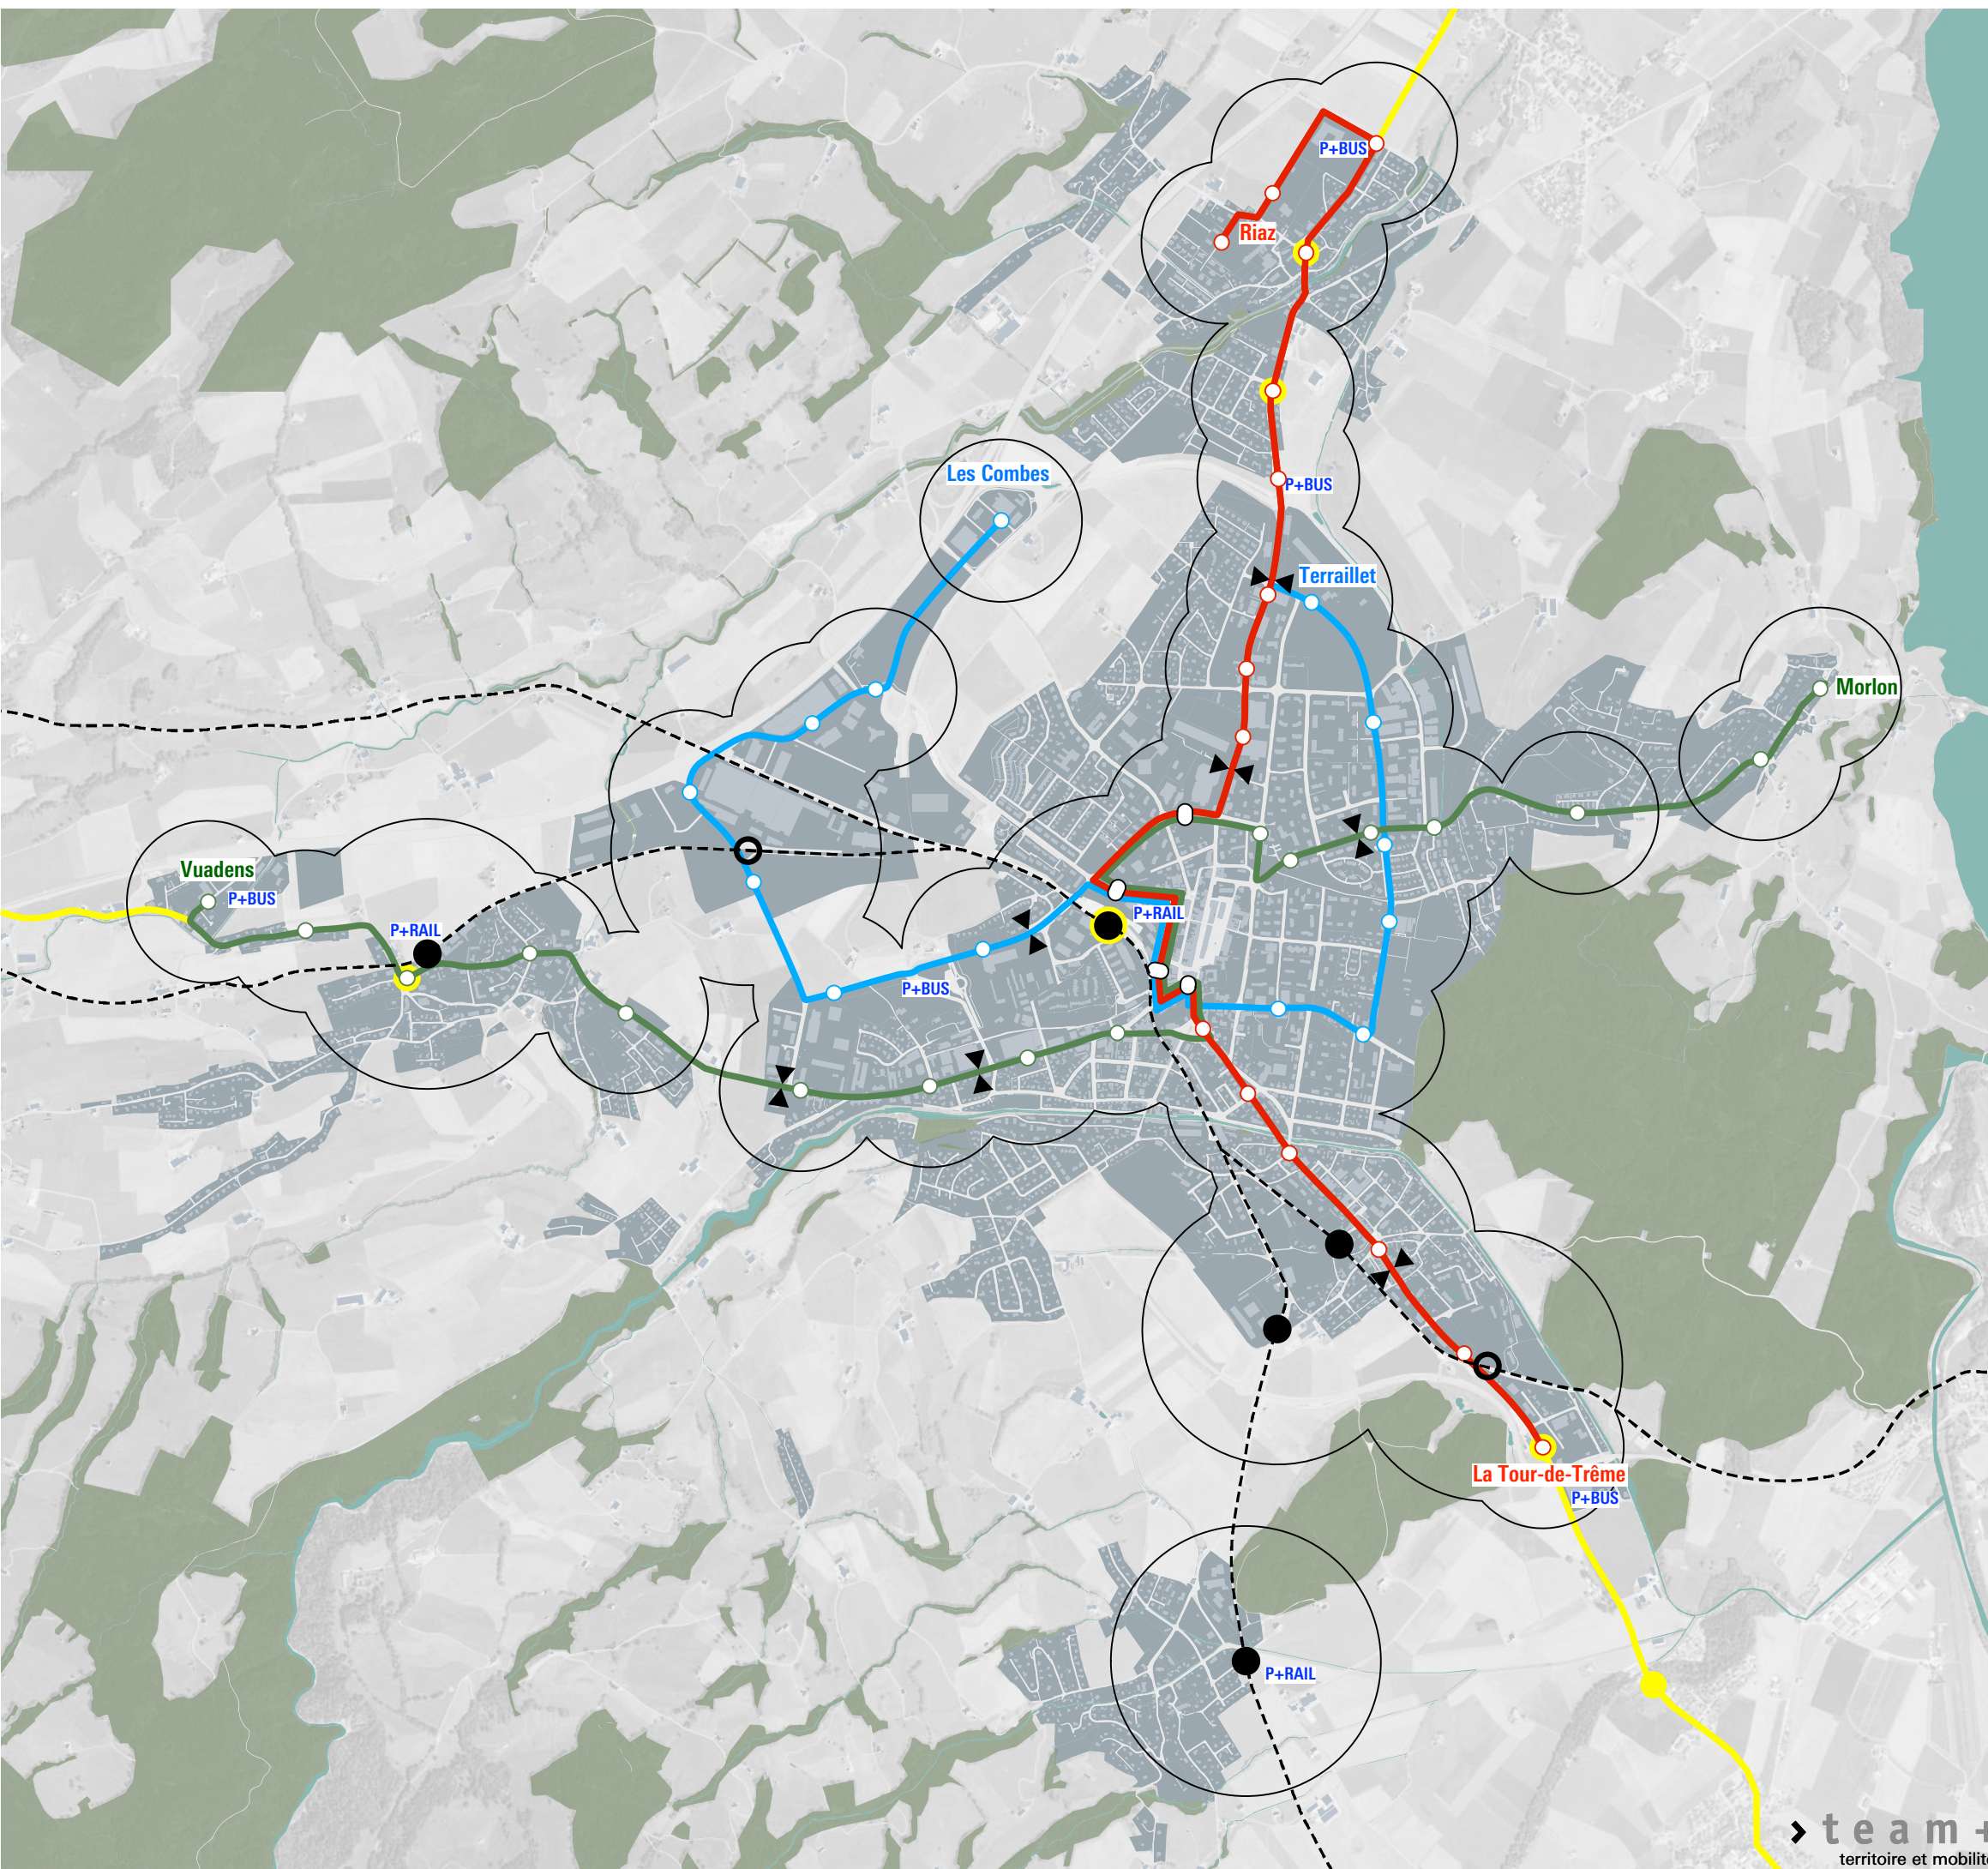 P+BUS
Riaz
Les Combes
P+BUS
Terraillet
Morlon
Vuadens
P+BUS
P+RAIL
P+RAIL
P+BUS
La Tour-de-Trême
P+BUS
P+RAIL
team+
territoire et mobilité